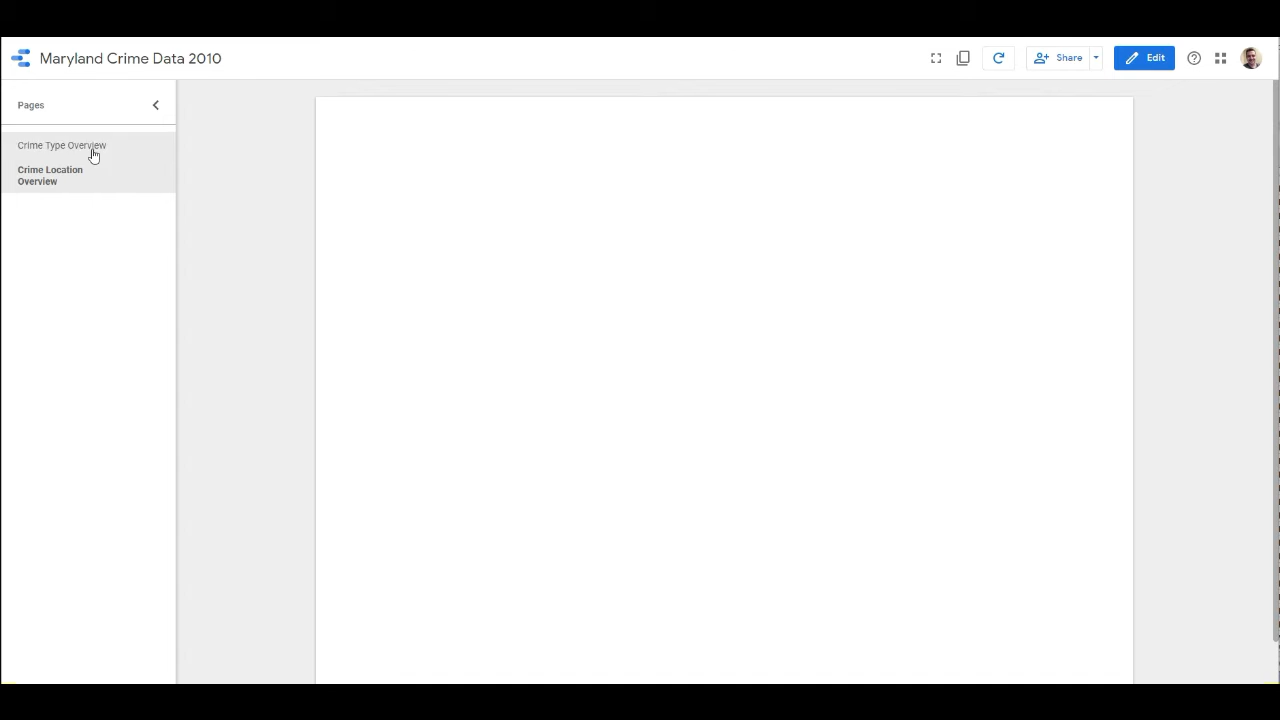 Maryland Crime Data 2010
Share
Edit
Pages
Crime Type Overview
Crime Location
Overview